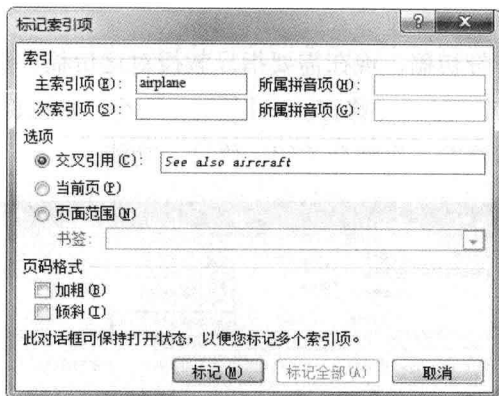 标记索引项
索引
主索引项(E): airplane 所属拼音项(H):
次索引项(S): 所属拼音项(G):
选项
交叉引用(C): See also aircraft
当前页(P)
页面范围(N)
书签:
页码格式
加粗(B)
倾斜(I)
此对话框可保持打开状态，以便您标记多个索引项。
标记(M) 标记全部(A) 取消